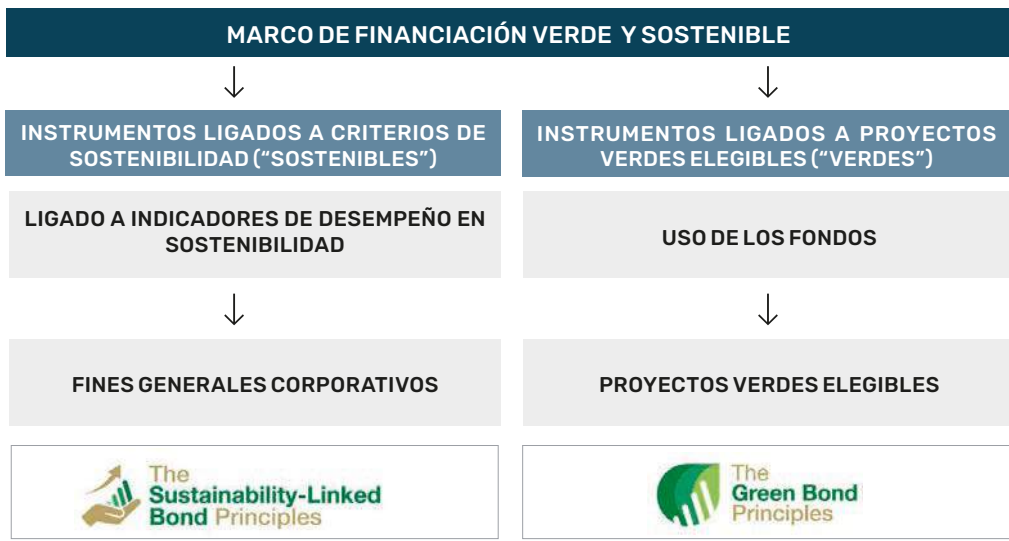 MARCO DE FINANCIACIÓN VERDE Y SOSTENIBLE
INSTRUMENTOS LIGADOS A CRITERIOS DE
SOSTENIBILIDAD (“SOSTENIBLES”)
LIGADO A INDICADORES DE DESEMPEÑO EN
SOSTENIBILIDAD
FINES GENERALES CORPORATIVOS
The
Sustainability-Linked
Bond Principles
INSTRUMENTOS LIGADOS A PROYECTOS
VERDES ELEGIBLES (“VERDES”)
USO DE LOS FONDOS
PROYECTOS VERDES ELEGIBLES
The
Green Bond
Principles